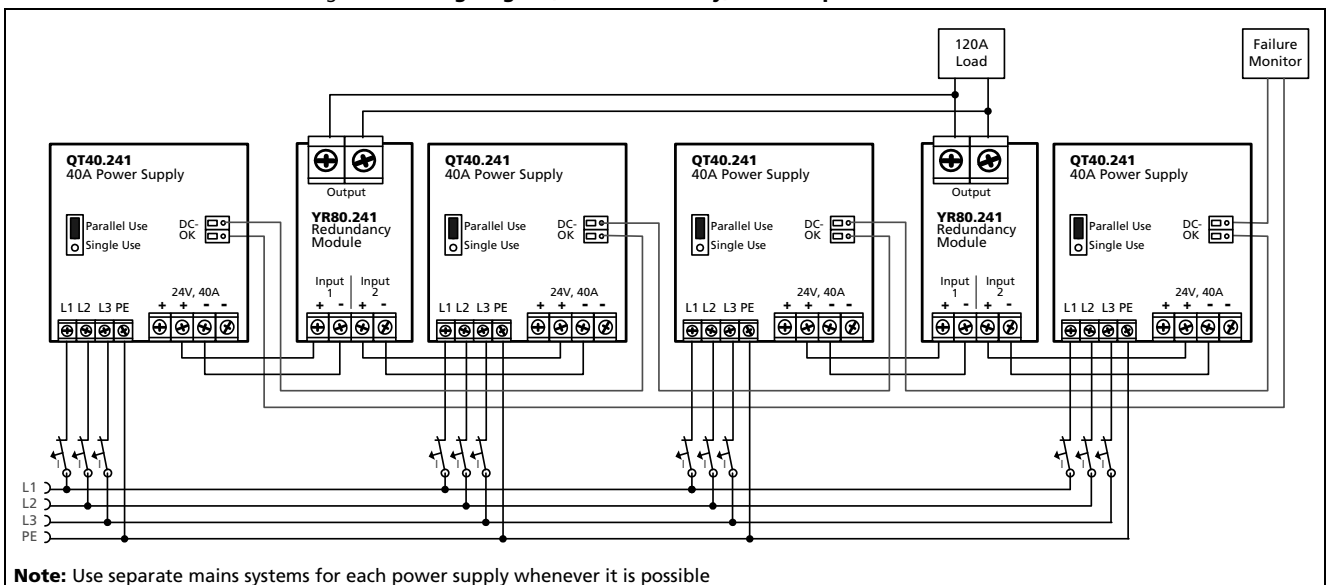 120A
Load
Failure
Monitor
QT40.241
40A Power Supply
Parallel Use
Single Use
DC-
OK
24V, 40A
L1 L2 L3 PE
+ + - -
Output
YR80.241
Redundancy
Module
Input
1
Input
2
+ - + -
QT40.241
40A Power Supply
Parallel Use
Single Use
DC-
OK
24V, 40A
L1 L2 L3 PE
+ + - -
QT40.241
40A Power Supply
Parallel Use
Single Use
DC-
OK
24V, 40A
L1 L2 L3 PE
+ + - -
Output
YR80.241
Redundancy
Module
Input
1
Input
2
+ - + -
QT40.241
40A Power Supply
Parallel Use
Single Use
DC-
OK
24V, 40A
L1 L2 L3 PE
+ + - -
I I I
I I I
I I I
I I I
L1
L2
L3
PE
Note: Use separate mains systems for each power supply whenever it is possible